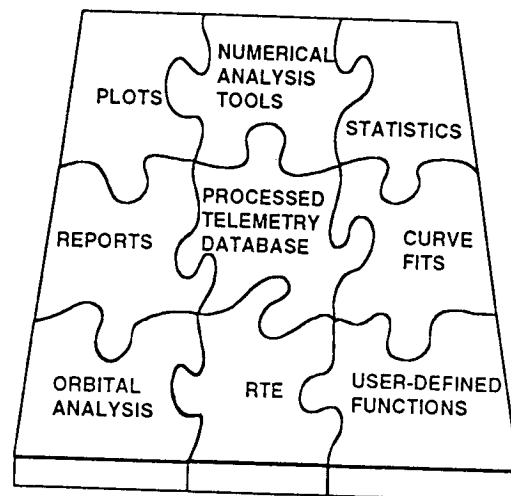 PLOTS
NUMERICAL
ANALYSIS
TOOLS
STATISTICS
REPORTS
PROCESSED
TELEMETRY
DATABASE
CURVE
FITS
ORBITAL
ANALYSIS
RTE
USER-DEFINED
FUNCTIONS